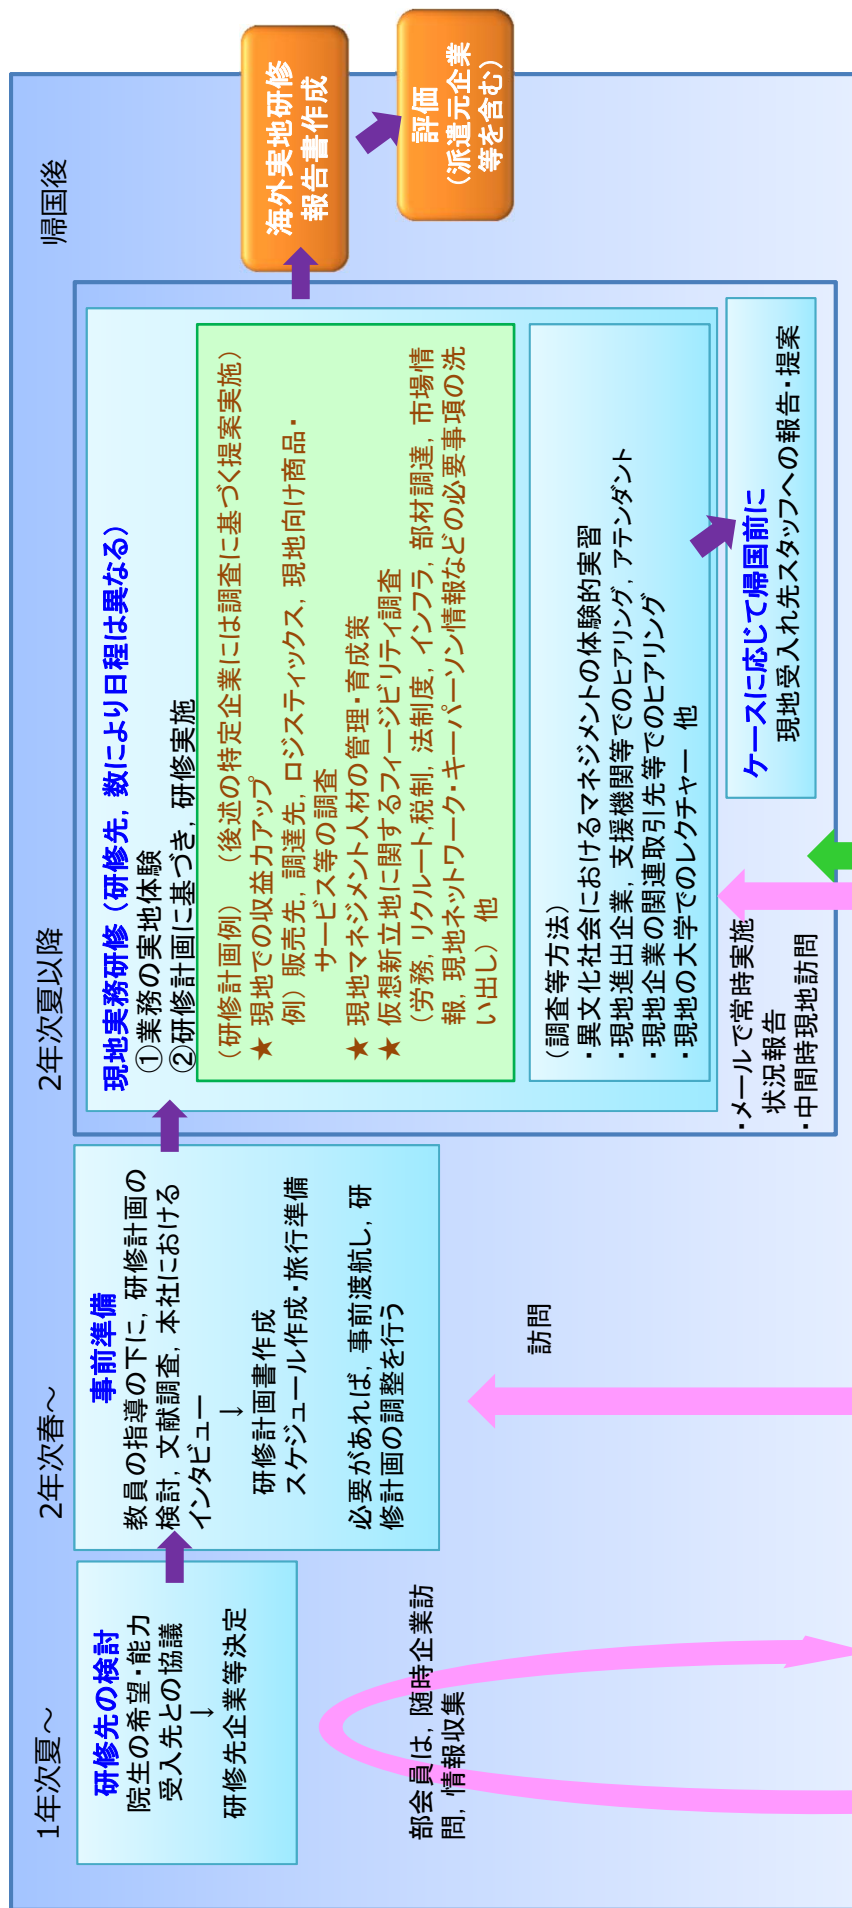 1年次夏～
研修先の検討
院生の希望・能力
受入先との協議
↓
研修先企業等決定
部会員は，随時企業訪
問，情報収集
2年次春～
事前準備
教員の指導の下に，研修計画の
検討，文献調査，本社における
インタビュー
↓
研修計画書作成
スケジュール作成・旅行準備
必要があれば，事前渡航し，研
修計画の調整を行う
訪問
2年次夏以降
現地実務研修（研修先，数により日程は異なる）
①業務の実地体験
②研修計画に基づき，研修実施
（研修計画例）（後述の特定企業には調査に基づく提案実施）
★ 現地での収益力アップ
例）販売先，調達先，ロジスティックス，現地向け商品・
サービス等の調査
★ 現地マネジメント人材の管理・育成策
★ 仮想新立地に関するフィージビリティ調査
（労務，リクルート,税制，法制度，インフラ，部材調達，市場情
報，現地ネットワーク・キーパーソン情報などの必要事項の洗
い出し）他
（調査等方法）
・異文化社会におけるマネジメントの体験的実習
・現地進出企業，支援機関等でのヒアリング，アテンダント
・現地企業の関連取引先等でのヒアリング
・現地の大学でのレクチャー 他
・メールで常時実施
状況報告
・中間時現地訪問
ケースに応じて帰国前に
現地受入れ先スタッフへの報告・提案
帰国後
海外実地研修
報告書作成
評価
（派遣元企業
等を含む）